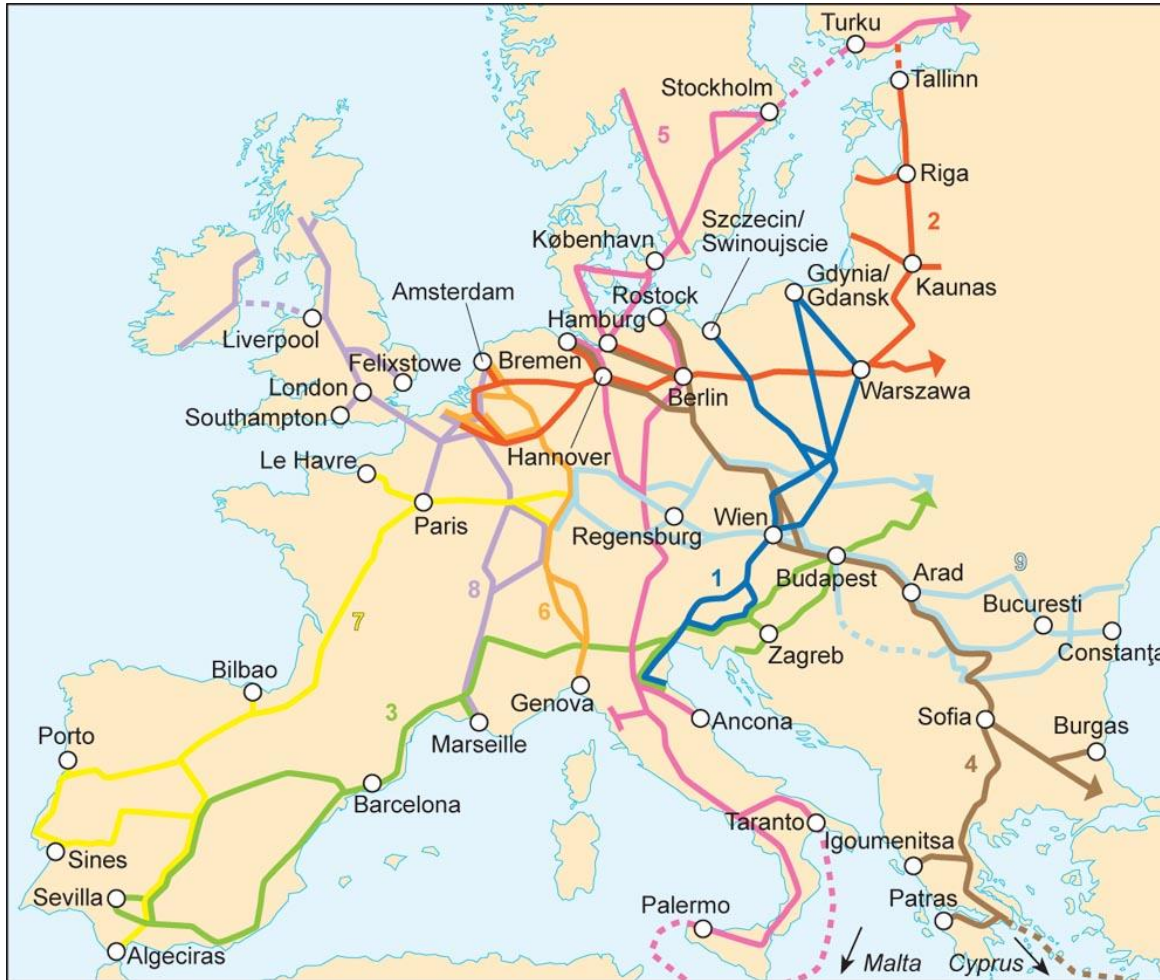 Turku
Tallinn
Stockholm
5
Riga
2
Szczecin/
Swinoujscie
København
Gdynia/
Gdansk
Kaunas
Amsterdam
Rostock
Hamburg
Liverpool
Bremen
Felixstowe
London
Berlin
Warszawa
Southampton
Hannover
Le Havre
Paris
Wien
Regensburg
Budapest
Arad
9
1
8
Bucuresti
6
7
Zagreb
Constanţa
Bilbao
Genova
3
Ancona
Sofia
Burgas
Porto
Marseille
4
Barcelona
Taranto
Igoumenitsa
Sines
Sevilla
Patras
Palermo
Algeciras
Malta
Cyprus